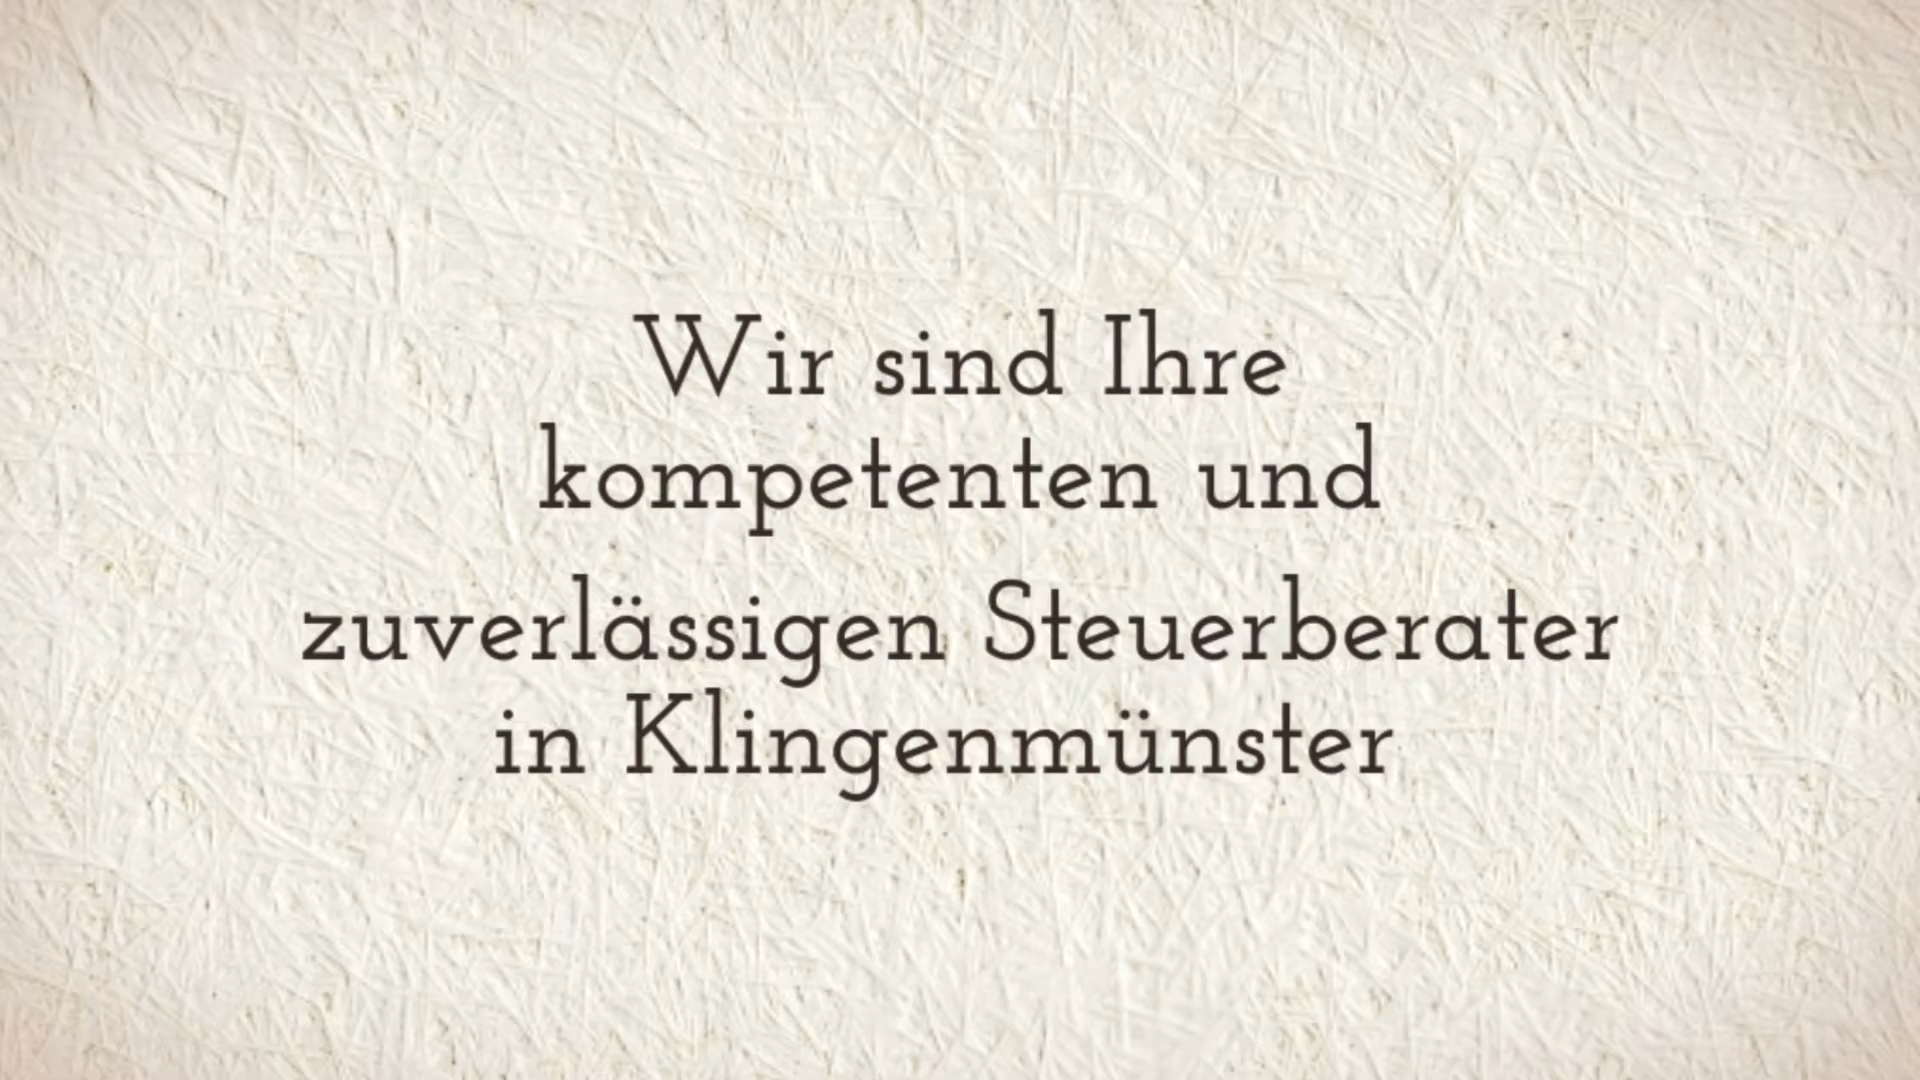 Wir sind Ihre
kompetenten und
zuverlässigen Steuerberater
in Klingenmünster